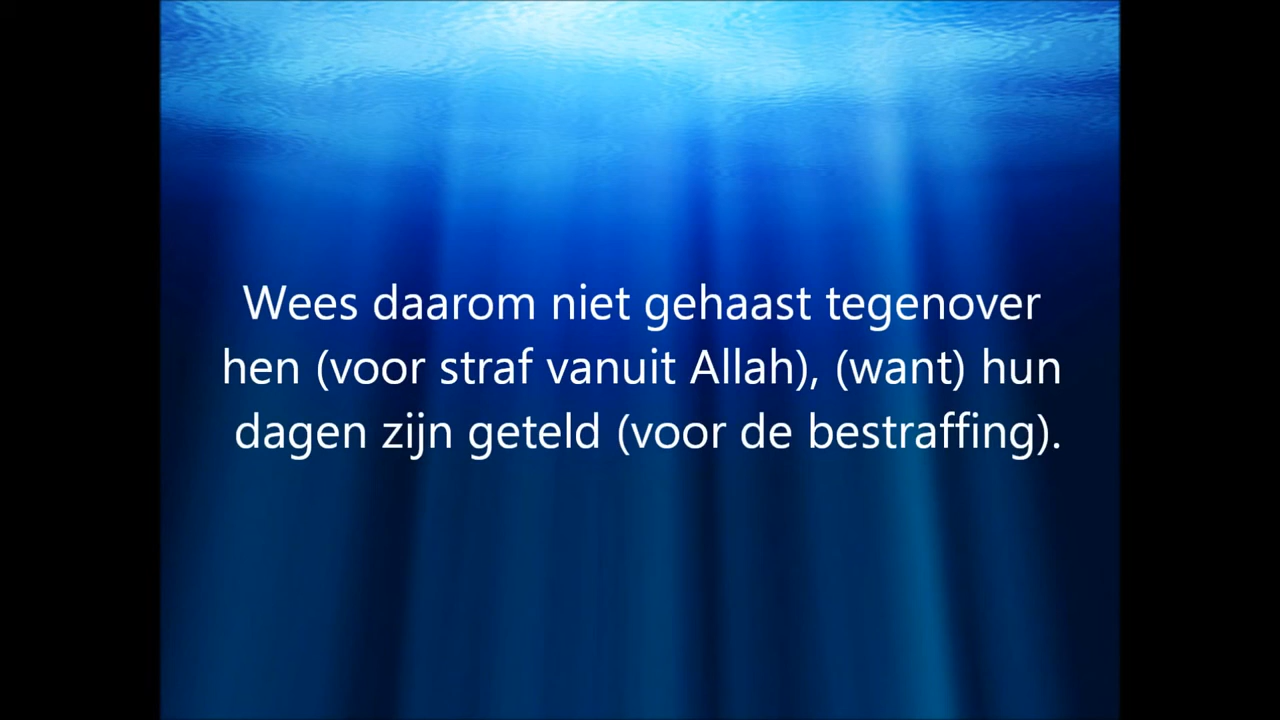 Wees daarom niet gehaast tegenover
hen (voor straf vanuit Allah), (want) hun
dagen zijn geteld (voor de bestraffing).